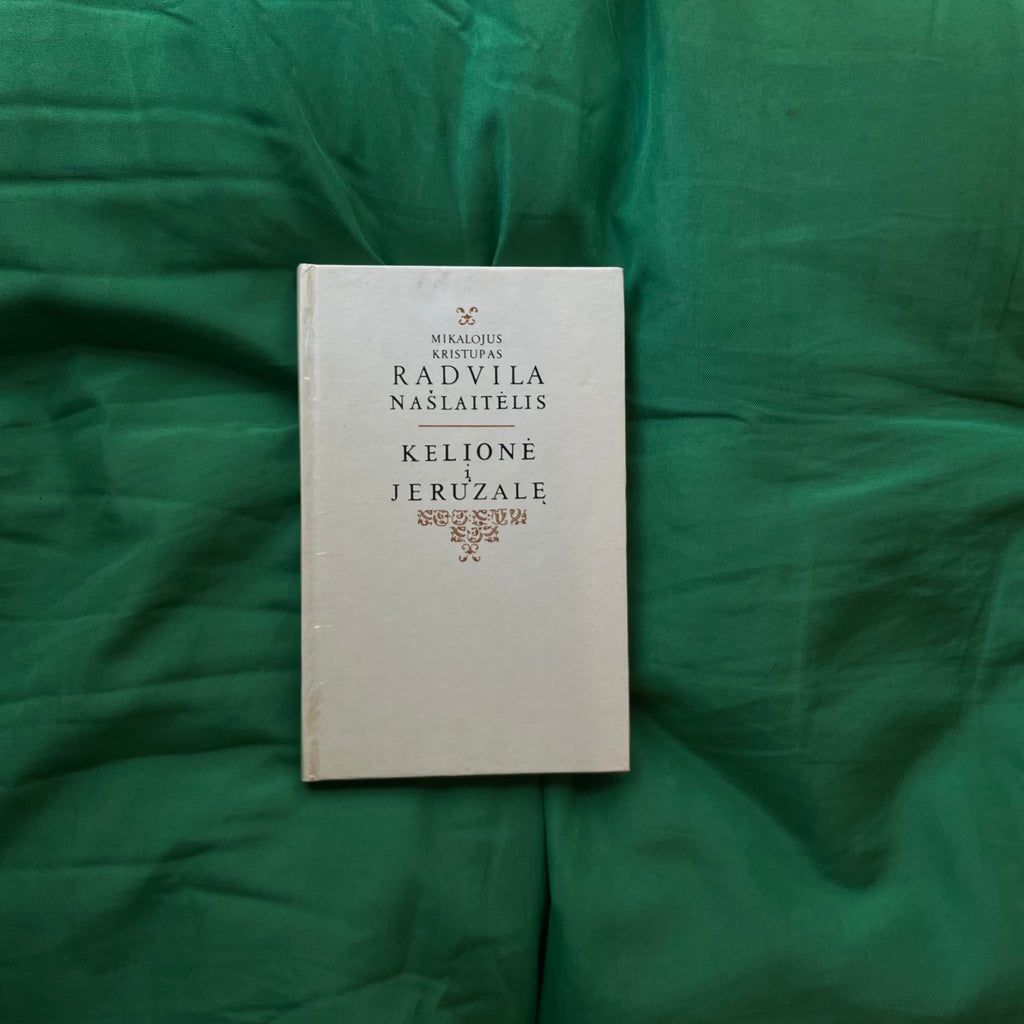 MIKALOJUS
KRISTUPAS
RADVILA
NAŠLAITĖLIS
KELIONĖ
į
JERUZALĘ